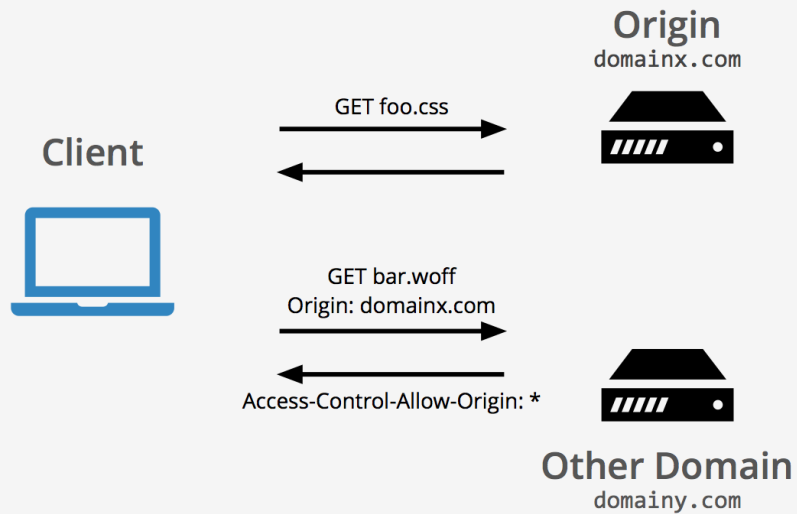 Origin
domainx.com
GET foo.css
Client
GET bar.woff
Origin: domainx.com
Access-Control-Allow-Origin: *
Other Domain
domainy.com